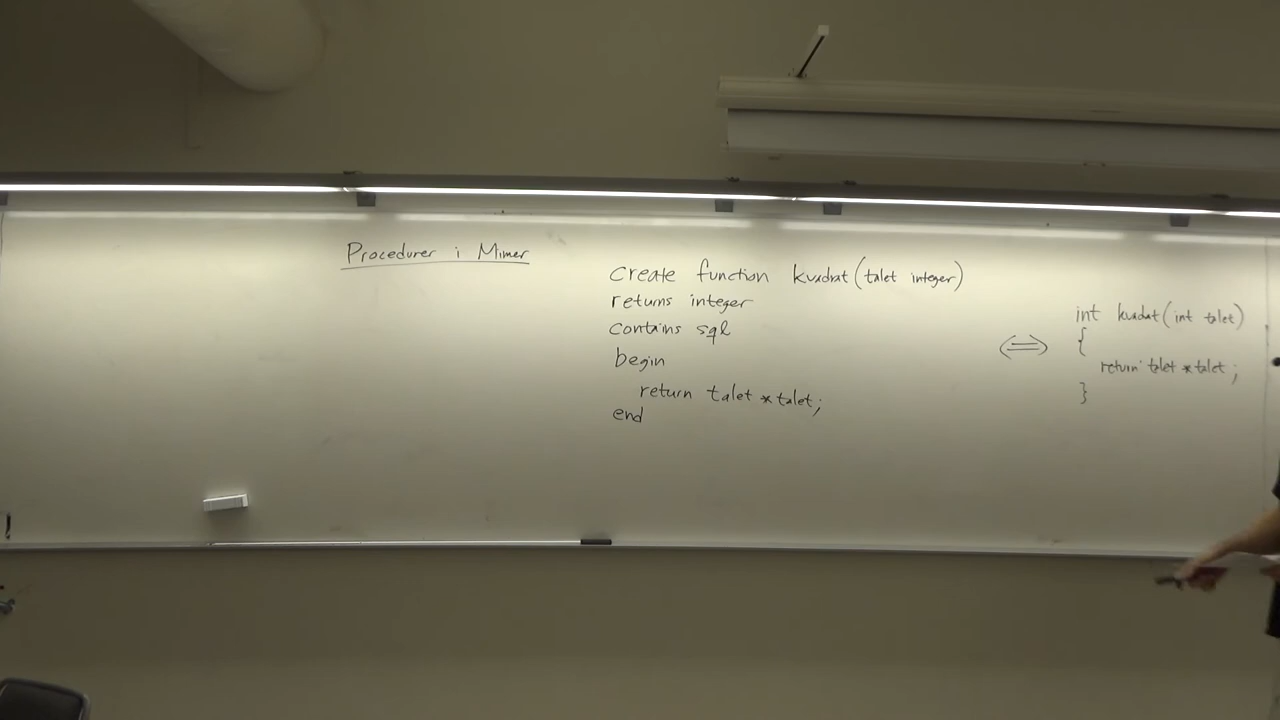 Procedurer i Mimer
create function kvadrat(talet integer)
returns integer
contains sql
begin
return talet * talet;
end
⇔
int kvadrat(int talet)
{
return talet * talet;
}